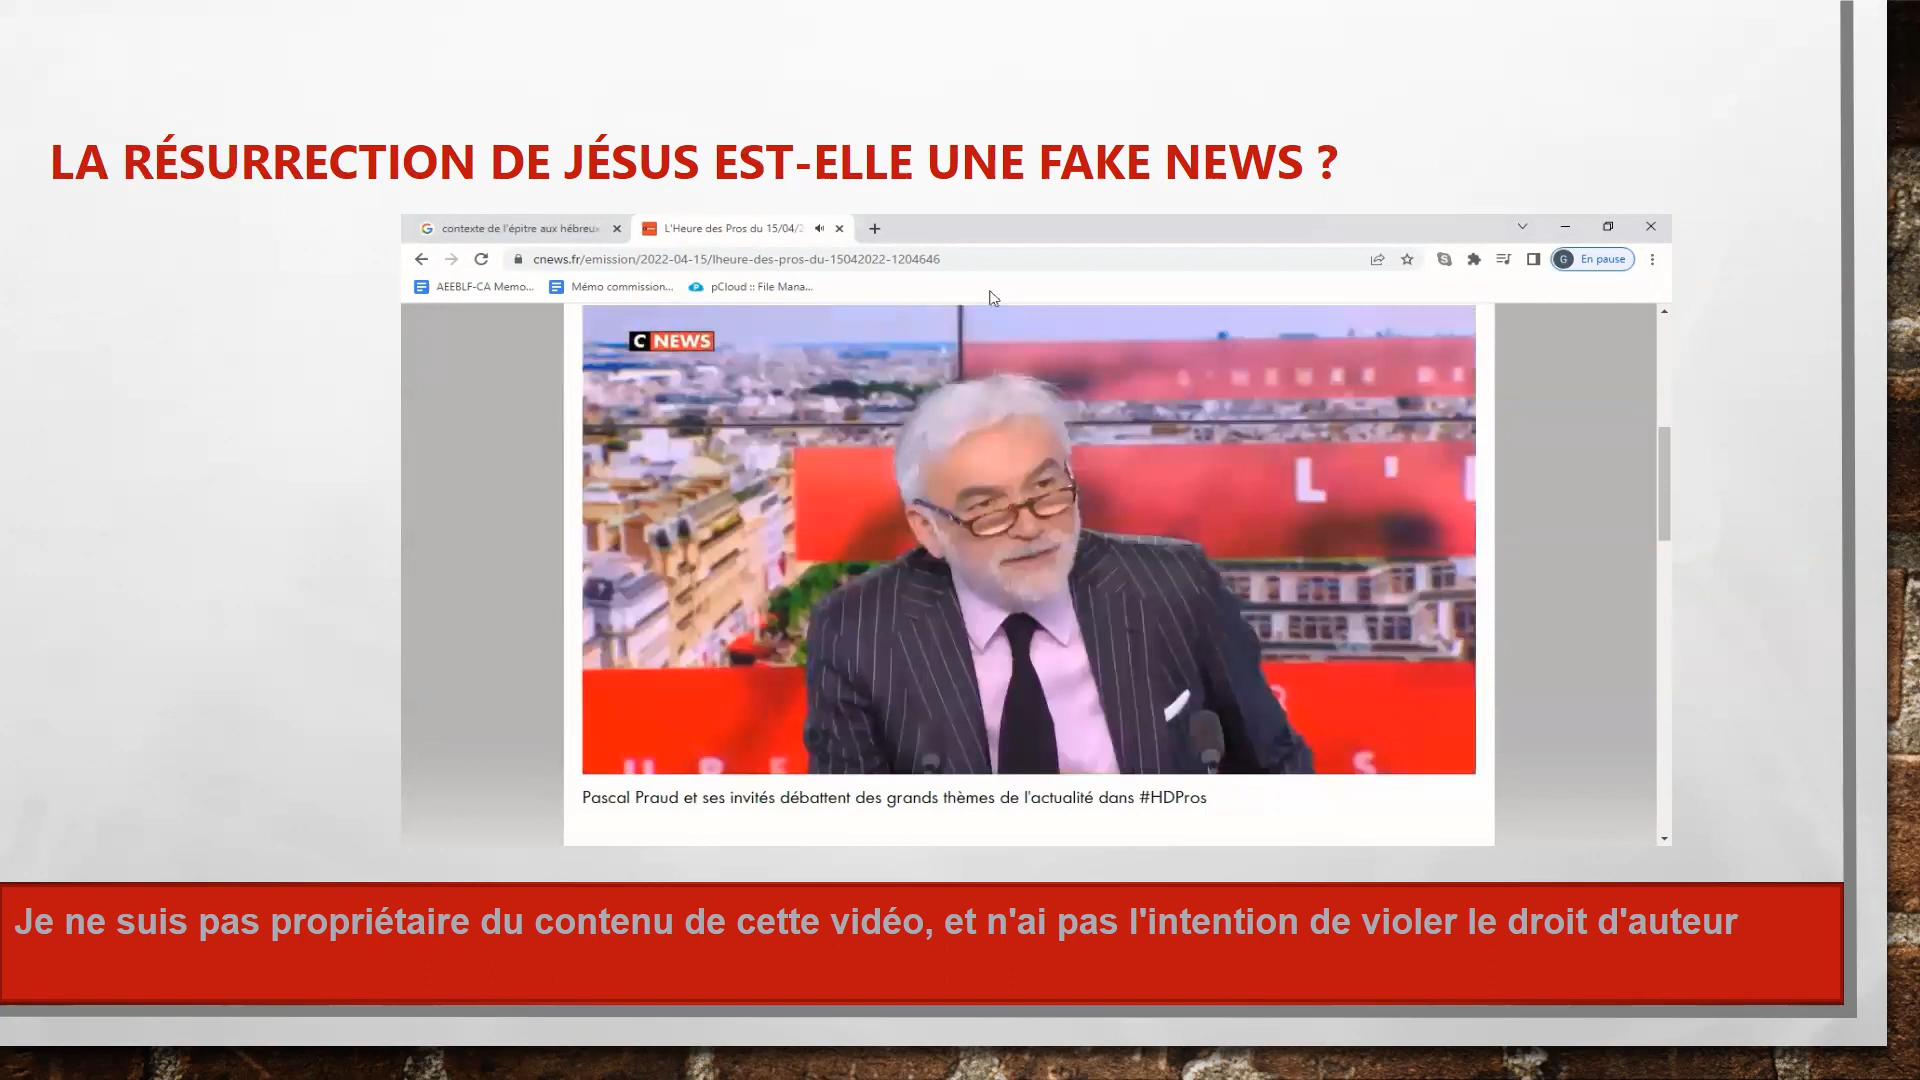 LA RÉSURRECTION DE JÉSUS EST-ELLE UNE FAKE NEWS ?
contexte de l'épitre aux hébreux
L'Heure des Pros du 15/04/2
cnews.fr/emission/2022-04-15/lheure-des-pros-du-15042022-1204646
G En pause
AEEBLF-CA Memo...
Mémo commission...
pCloud :: File Mana...
C NEWS
L'
Pascal Praud et ses invités débattent des grands thèmes de l'actualité dans #HDPros
Je ne suis pas propriétaire du contenu de cette vidéo, et n'ai pas l'intention de violer le droit d'auteur